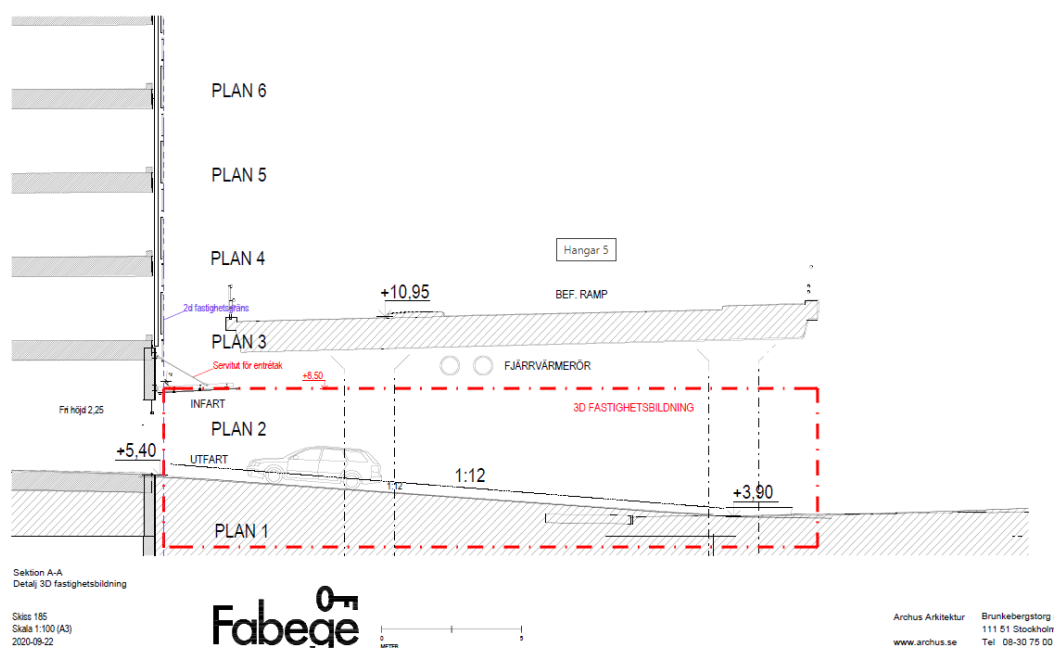 PLAN 6
PLAN 5
Hangar 5
PLAN 4
+10,95
BEF. RAMP
2d fastighetsgräns
PLAN 3
Servitut för entrétak
FJÄRRVÄRMERÖR
+8,50
INFART
3D FASTIGHETSBILDNING
Fri höjd 2,25
PLAN 2
+5,40
UTFART
1:12
1:12
+3,90
PLAN 1
Sektion A-A
Detalj 3D fastighetsbildning
Skiss 185
Skala 1:100 (A3)
2020-09-22
Fabege
0 5
METER
Archus Arkitektur Brunkebergstorg
111 51 Stockholm
www.archus.se Tel 08-30 75 00